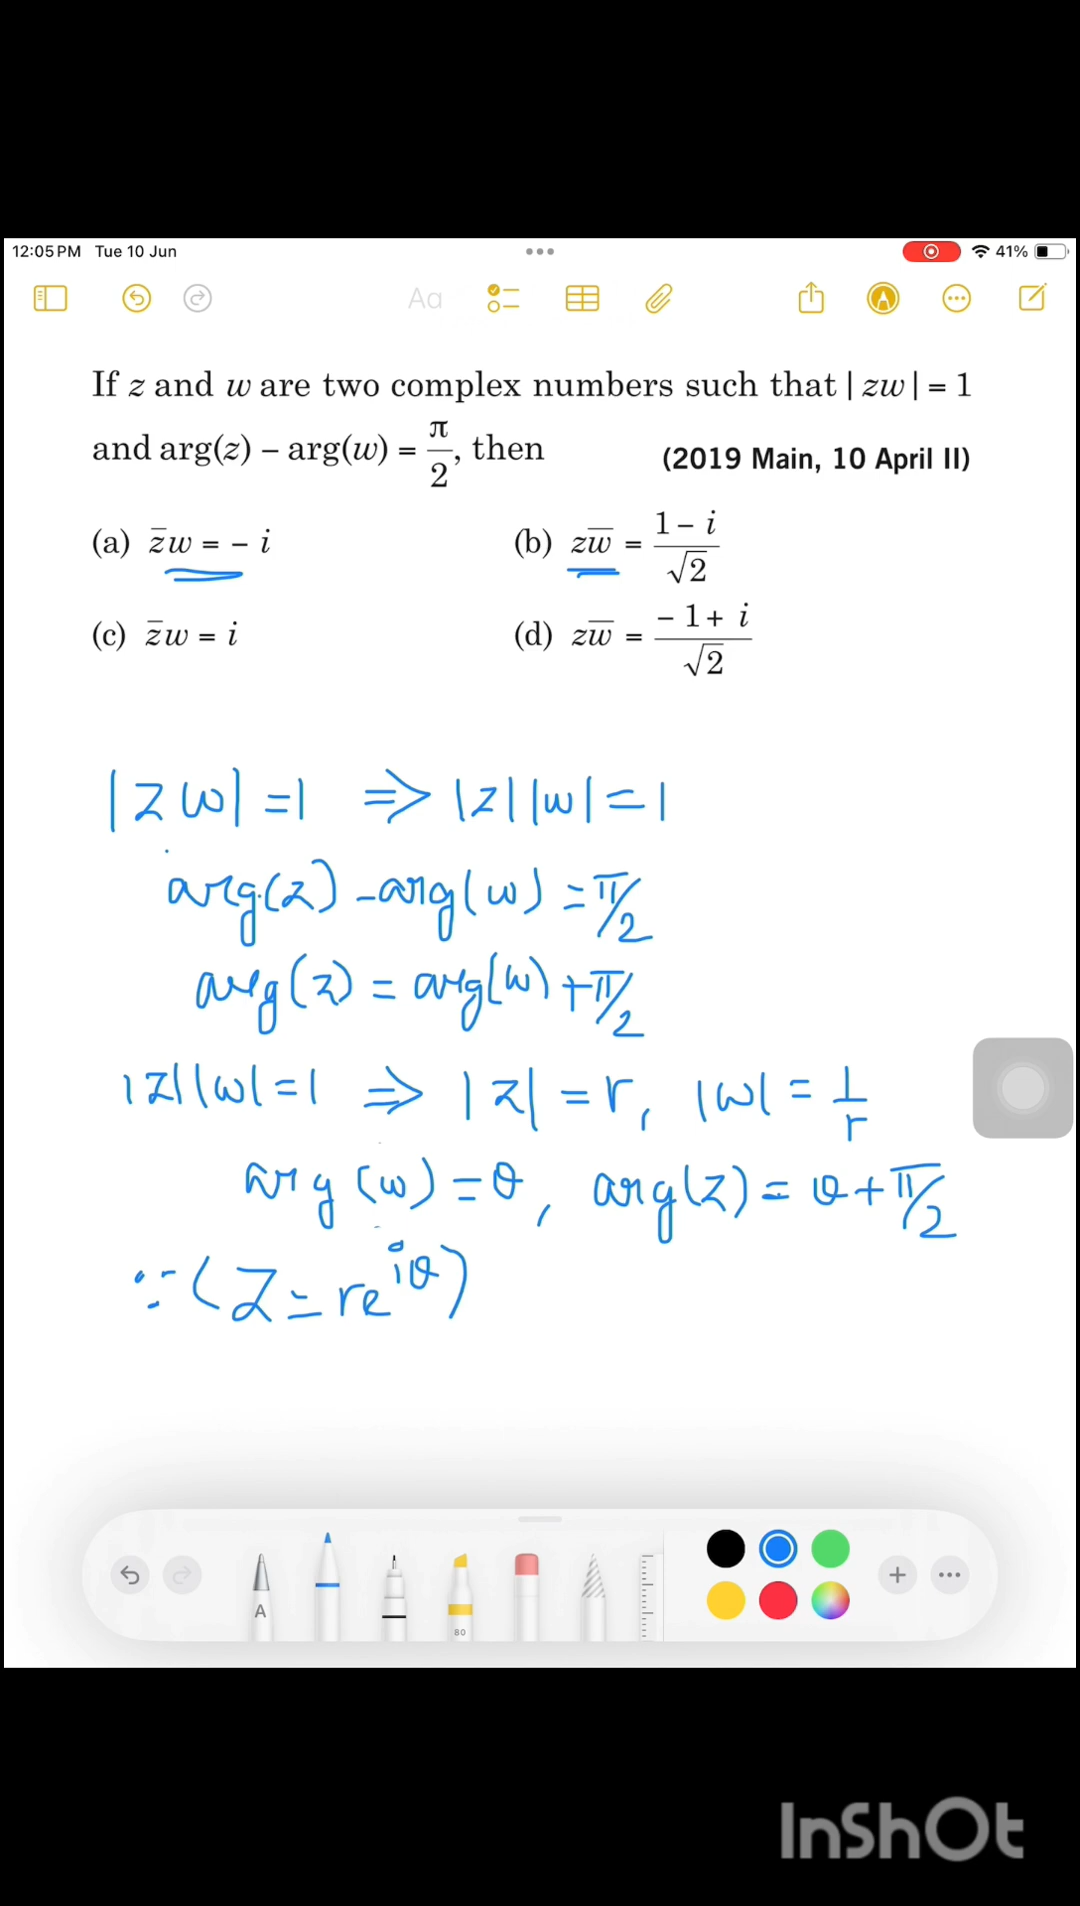 12:05 PM Tue 10 Jun
41%
Aa
If z and w are two complex numbers such that | zw | = 1
and arg(z) – arg(w) = π/2, then
(2019 Main, 10 April II)
(a) z̅w = – i
(b) zw̅ = (1 – i)/√2
(c) z̅w = i
(d) zw̅ = (– 1 + i)/√2
|zw| = 1 ⇒ |z||w| = 1
arg(z) - arg(w) = π/2
arg(z) = arg(w) + π/2
|z||w| = 1 ⇒ |z| = r, |w| = 1/r
arg(w) = θ, arg(z) = θ + π/2
∵ (z = re^iθ)
A
80
InShOt